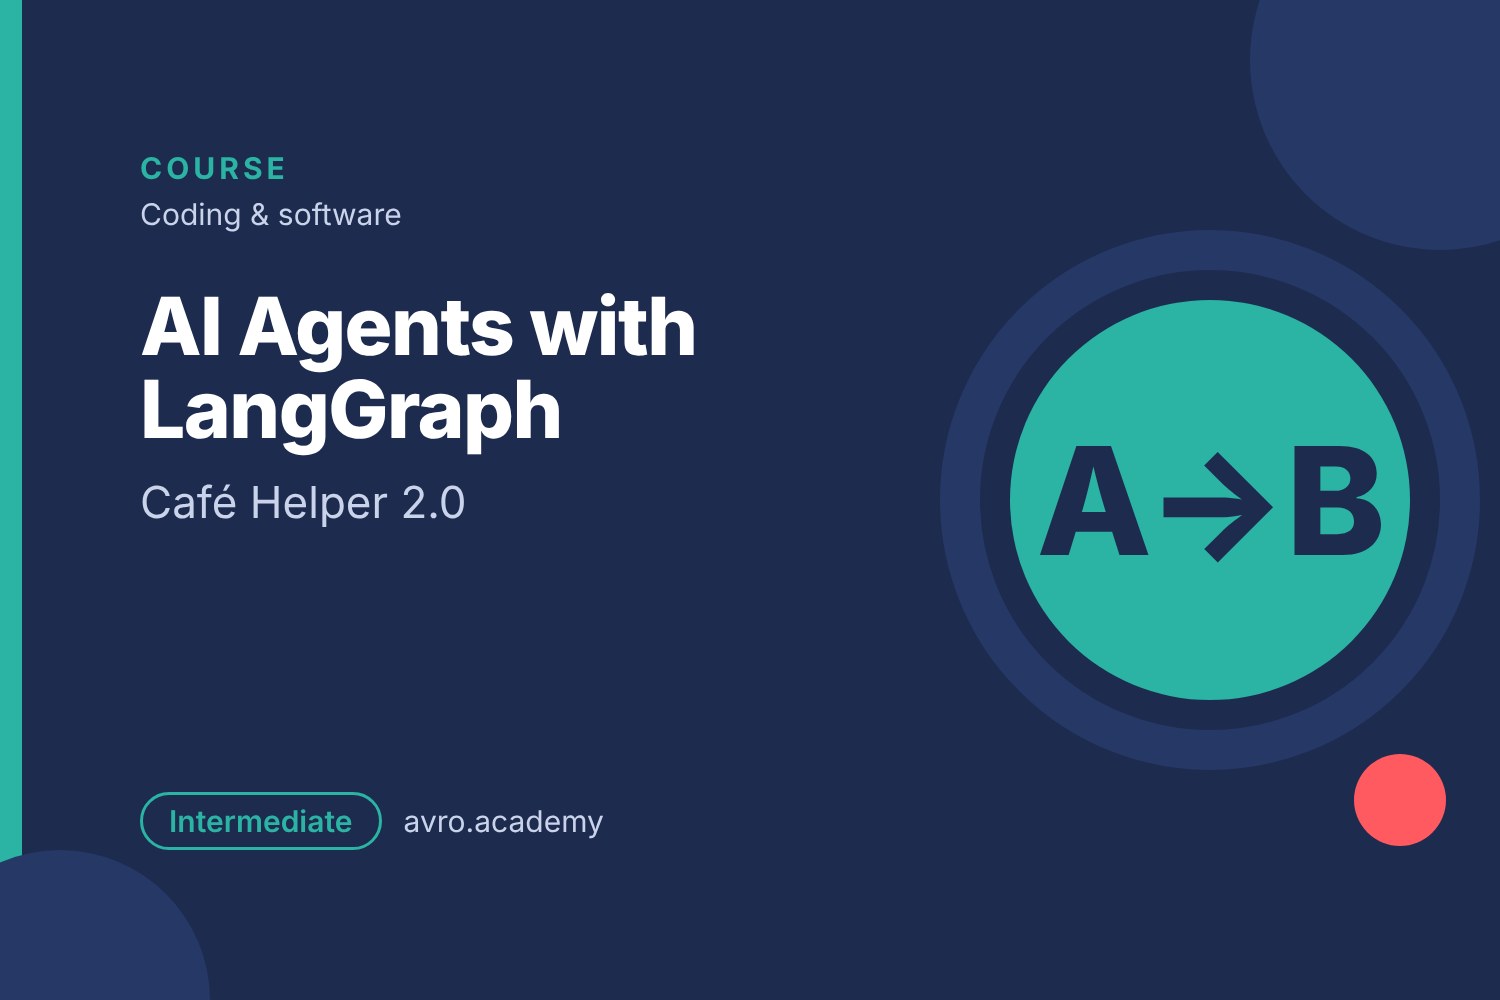 COURSE
Coding & software
AI Agents with
LangGraph
Café Helper 2.0
A→B
Intermediate
avro.academy